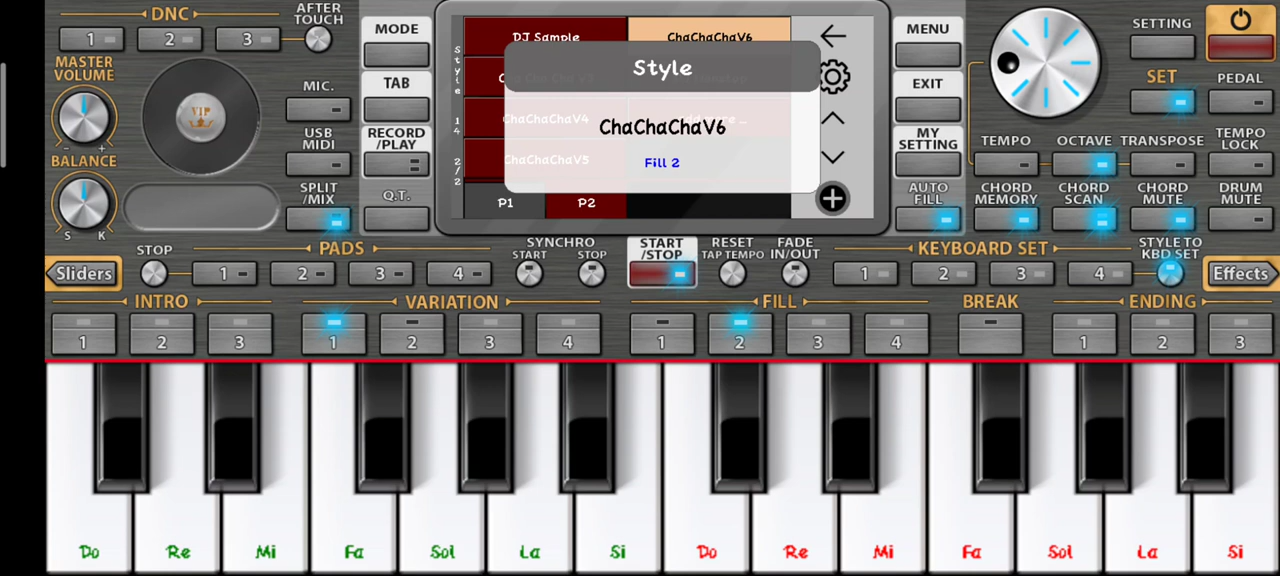 DNC
AFTER TOUCH
1 2 3
MASTER VOLUME
- +
BALANCE
S K
VIP
MIC.
USB MIDI
SPLIT /MIX
MODE
TAB
RECORD /PLAY
Q.T.
Style
14
2/2
DJ Sample
ChaChaChaV6
Style
ChaChaChaV4
ChaChaChaV6
ChaChaChaV5
Fill 2
P1 P2
MENU
EXIT
MY SETTING
AUTO FILL
SETTING
SET
PEDAL
TEMPO OCTAVE TRANSPOSE TEMPO LOCK
CHORD MEMORY CHORD SCAN CHORD MUTE DRUM MUTE
Sliders
STOP
PADS
1 2 3 4
SYNCHRO
START STOP
START /STOP
RESET TAP TEMPO
FADE IN/OUT
KEYBOARD SET
1 2 3 4
STYLE TO KBD SET
Effects
INTRO
1 2 3
VARIATION
1 2 3 4
FILL
1 2 3 4
BREAK
ENDING
1 2 3
Do Re Mi Fa Sol La Si Do Re Mi Fa Sol La Si